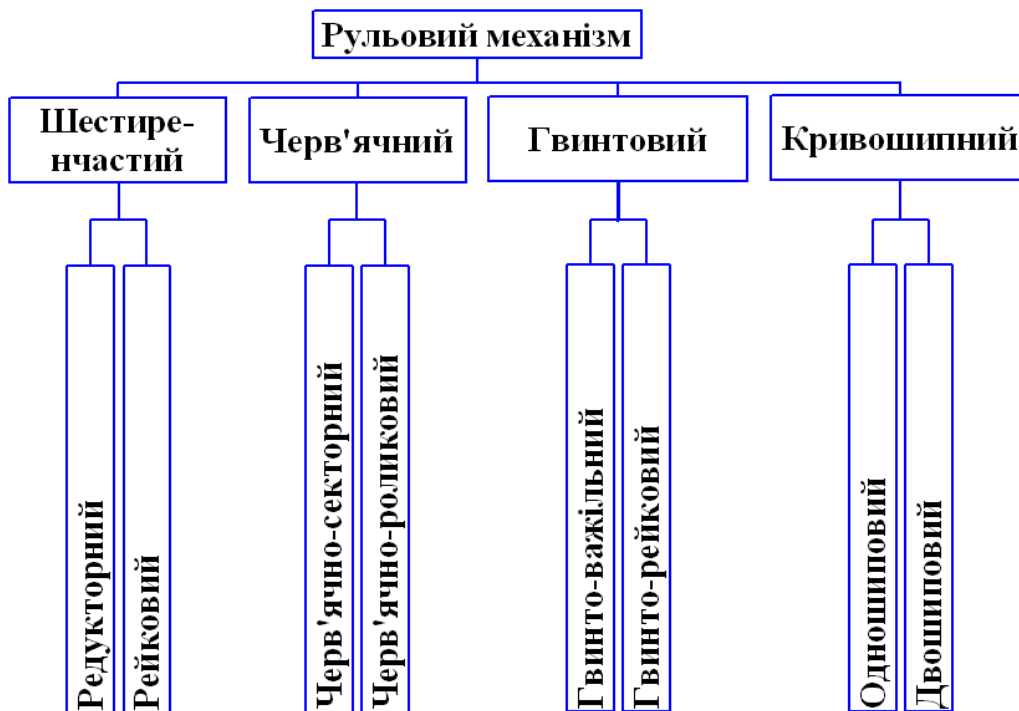 Рульовий механізм
Шестире-
нчастий
Черв'ячний
Гвинтовий
Кривошипний
Редукторний
Рейковий
Черв'ячно-секторний
Черв'ячно-роликовий
Гвинто-важільний
Гвинто-рейковий
Одношиповий
Двошиповий